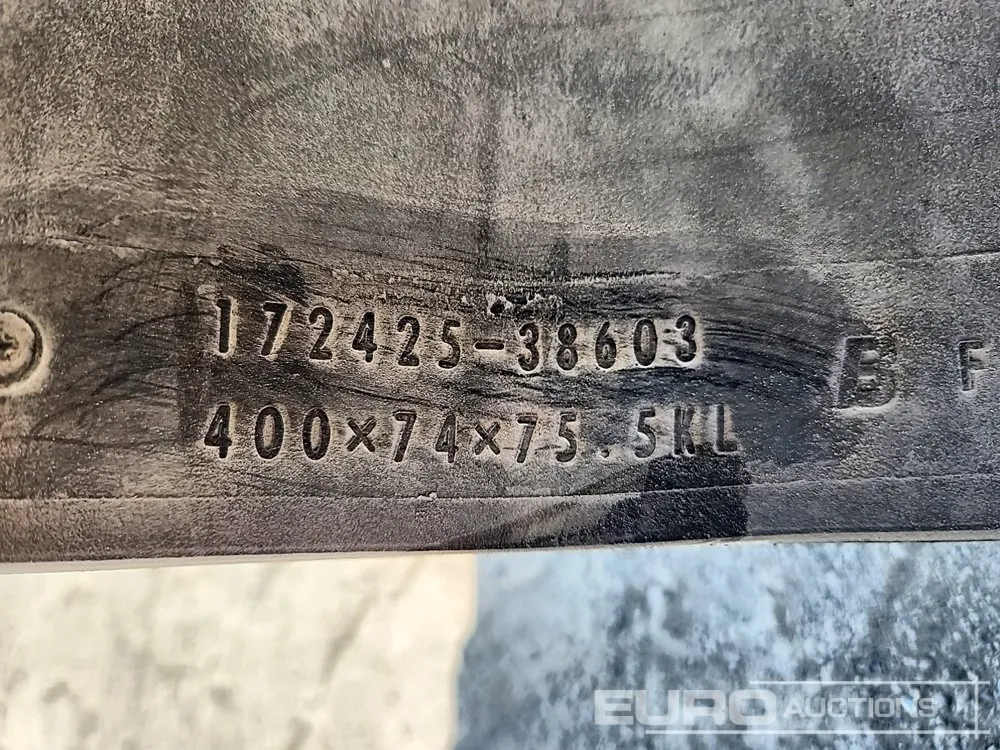 172425-38603
400×74×75.5KL
B F
EURO AUCTIONS